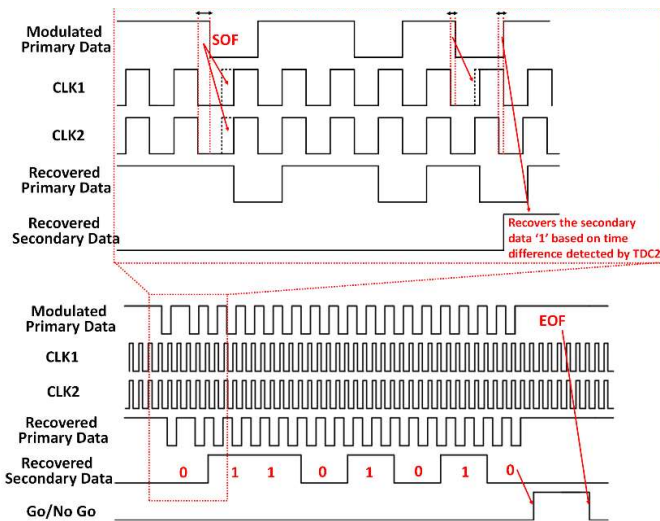 Modulated
Primary Data
SOF
CLK1
CLK2
Recovered
Primary Data
Recovered
Secondary Data
Recovers the secondary
data '1' based on time
difference detected by TDC2
Modulated
Primary Data
EOF
CLK1
CLK2
Recovered
Primary Data
Recovered
Secondary Data
0 1 1 0 1 0 1 0
Go/No Go